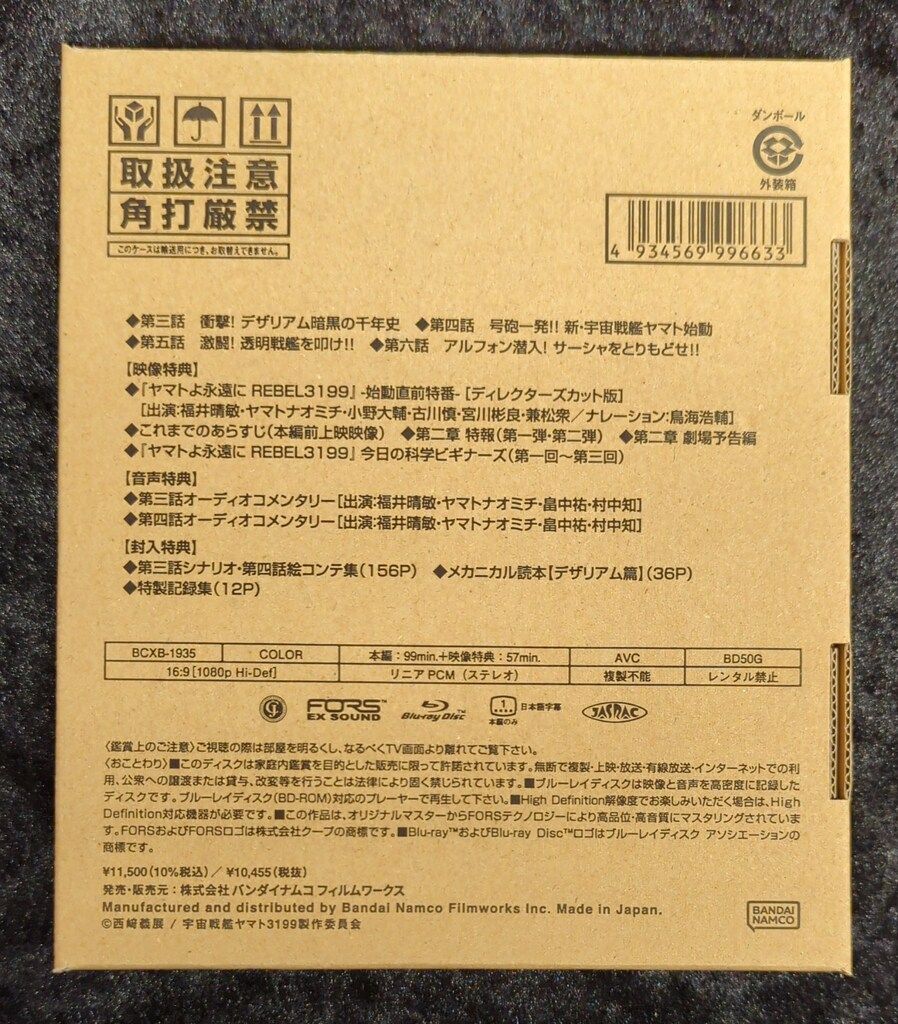 取扱注意
角打厳禁
このケースは輸送用につき、お取替えできません。
ダンボール
外装箱
4 934569 996633
◆第三話 衝撃! デザリアム暗黒の千年史 ◆第四話 号砲一発!! 新・宇宙戦艦ヤマト始動
◆第五話 激闘! 透明戦艦を叩け!! ◆第六話 アルフォン潜入! サーシャをとりもどせ!!
【映像特典】
◆『ヤマトよ永遠に REBEL3199』 -始動直前特番- [ディレクターズカット版]
[出演:福井晴敏・ヤマトナオミチ・小野大輔・古川慎・宮川彬良・兼松衆/ナレーション:鳥海浩輔]
◆これまでのあらすじ(本編前上映映像) ◆第二章 特報(第一弾・第二弾) ◆第二章 劇場予告編
◆『ヤマトよ永遠に REBEL3199』 今日の科学ビギナーズ(第一回~第三回)
【音声特典】
◆第三話オーディオコメンタリー[出演:福井晴敏・ヤマトナオミチ・畠中祐・村中知]
◆第四話オーディオコメンタリー[出演:福井晴敏・ヤマトナオミチ・畠中祐・村中知]
【封入特典】
◆第三話シナリオ・第四話絵コンテ集(156P) ◆メカニカル読本【デザリアム篇】(36P)
◆特製記録集(12P)
BCXB-1935 COLOR 本編:99min.+映像特典:57min. AVC BD50G
16:9[1080p Hi-Def] リニアPCM(ステレオ) 複製不能 レンタル禁止
FORS EX SOUND Blu-ray Disc™ 1 本編のみ 日本語字幕 JASRAC
〈鑑賞上のご注意〉ご視聴の際は部屋を明るくし、なるべくTV画面より離れてご覧下さい。
〈おことわり〉■このディスクは家庭内鑑賞を目的とした販売に限って許諾されています。無断で複製・上映・放送・有線放送・インターネットでの利
用、公衆への譲渡または貸与、改変等を行うことは法律により固く禁じられています。■ブルーレイディスクは映像と音声を高密度に記録した
ディスクです。ブルーレイディスク(BD-ROM)対応のプレーヤーで再生して下さい。■High Definition解像度でお楽しみいただく場合は、High
Definition対応機器が必要です。■この作品は、オリジナルマスターからFORSテクノロジーにより高品位・高音質にマスタリングされていま
す。FORSおよびFORSロゴは株式会社クープの商標です。■Blu-ray™およびBlu-ray Disc™ロゴはブルーレイディスク アソシエーションの
商標です。
¥11,500(10%税込)/¥10,455(税抜)
発売・販売元:株式会社バンダイナムコフィルムワークス
Manufactured and distributed by Bandai Namco Filmworks Inc. Made in Japan.
©西﨑義展/宇宙戦艦ヤマト3199製作委員会
BANDAI
NAMCO